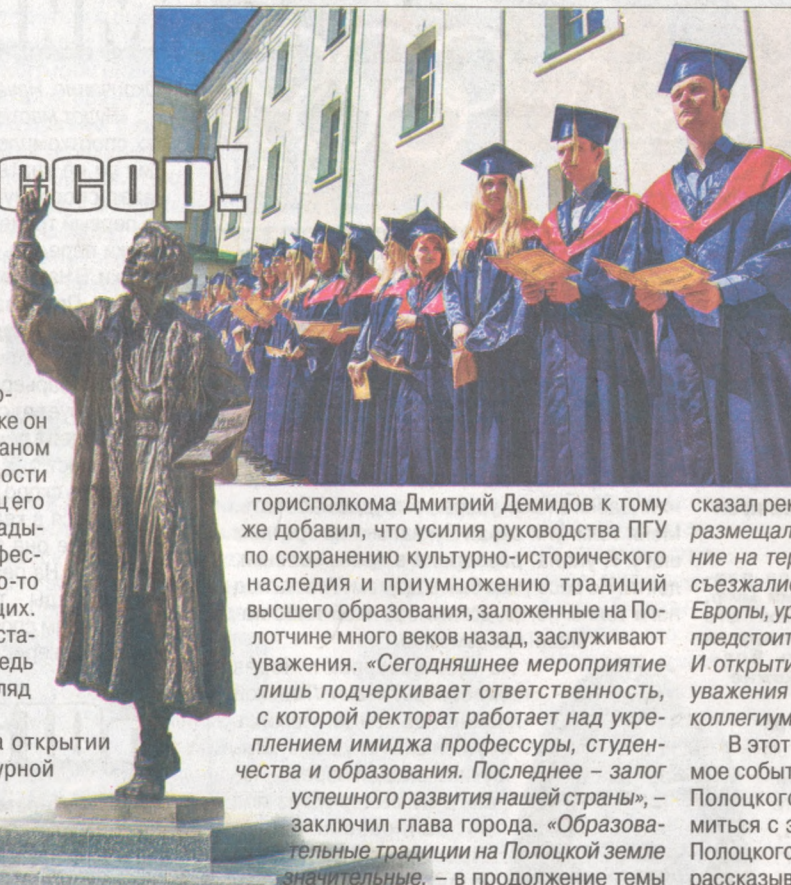 ссор!
о-
же он
аном
ости
щ его
ады-
фес-
о-то
щих.
ста-
едь
ляд
а открытии
урной
горисполкома Дмитрий Демидов к тому
же добавил, что усилия руководства ПГУ
по сохранению культурно-исторического
наследия и приумножению традиций
высшего образования, заложенные на По-
лотчине много веков назад, заслуживают
уважения. «Сегодняшнее мероприятие
лишь подчеркивает ответственность,
с которой ректорат работает над укре-
плением имиджа профессуры, студен-
чества и образования. Последнее – залог
успешного развития нашей страны», –
заключил глава города. «Образова-
тельные традиции на Полоцкой земле
значительные, – в продолжение темы
сказал рек
размещал
ние на тер
съезжалис
Европы, ур
предстоит
И открыти
уважения
коллегиум
В этот
мое событ
Полоцкого
миться с э
Полоцкого
рассказыв